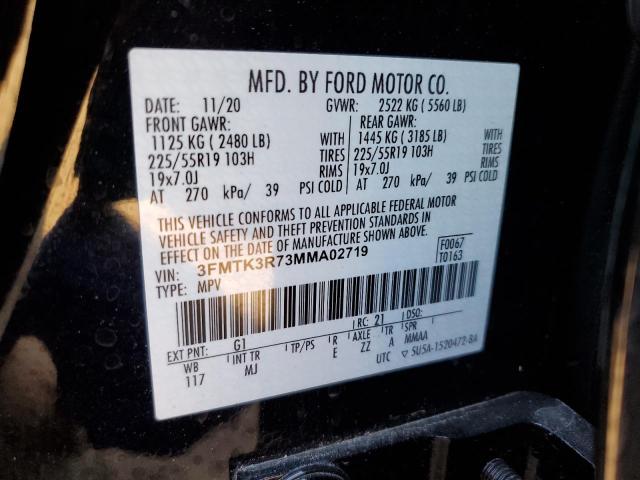 MFD. BY FORD MOTOR CO.
DATE: 11/20 GVWR: 2522 KG ( 5560 LB)
FRONT GAWR: REAR GAWR:
1125 KG ( 2480 LB) WITH 1445 KG ( 3185 LB) WITH
225/55R19 103H TIRES 225/55R19 103H TIRES
19x7.0J RIMS 19x7.0J RIMS
AT 270 kPa/ 39 PSI COLD AT 270 kPa/ 39 PSI COLD
THIS VEHICLE CONFORMS TO ALL APPLICABLE FEDERAL MOTOR
VEHICLE SAFETY AND THEFT PREVENTION STANDARDS IN
EFFECT ON THE DATE OF MANUFACTURE SHOWN ABOVE.
VIN: 3FMTK3R73MMA02719 F0067
TYPE: MPV T0163
EXT PNT: G1 RC: 21 DSO:
WB INT TR TP/PS R AXLE TR SPR
117 MJ E ZZ A MMAA
UTC 5U5A-1520472-BA